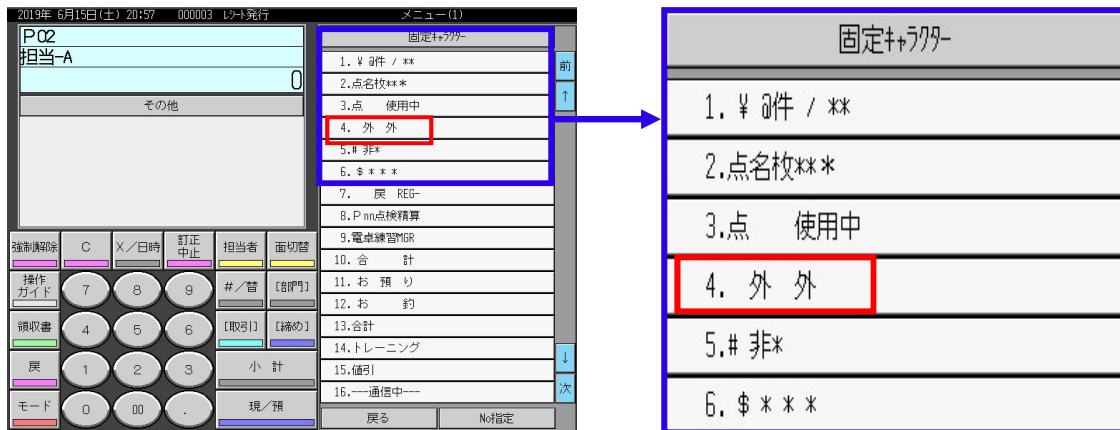 2019年 6月15日(土) 20:57 000003 ﾚｼｰﾄ発行 メニュー(1)
P02
担当-A
0
その他
固定ｷｬﾗｸﾀｰ
1. ¥ @件 / **
2.点名枚***
3.点 使用中
4. 外 外
5.# 非*
6. $ * * *
7. 戻 REG-
8.P nn点検精算
9.電卓練習MGR
10. 合 計
11. お 預 り
12. お 釣
13.合計
14.トレーニング
15.値引
16.---通信中---
前
↑
↓
次
戻る No指定
強制解除 C X/日時 訂正中止 担当者 面切替
操作ガイド 7 8 9 #/替 [部門]
領収書 4 5 6 [取引] [締め]
戻 1 2 3 小 計
モード 0 00 . 現/預
固定ｷｬﾗｸﾀｰ
1. ¥ @件 / **
2.点名枚***
3.点 使用中
4. 外 外
5.# 非*
6. $ * * *